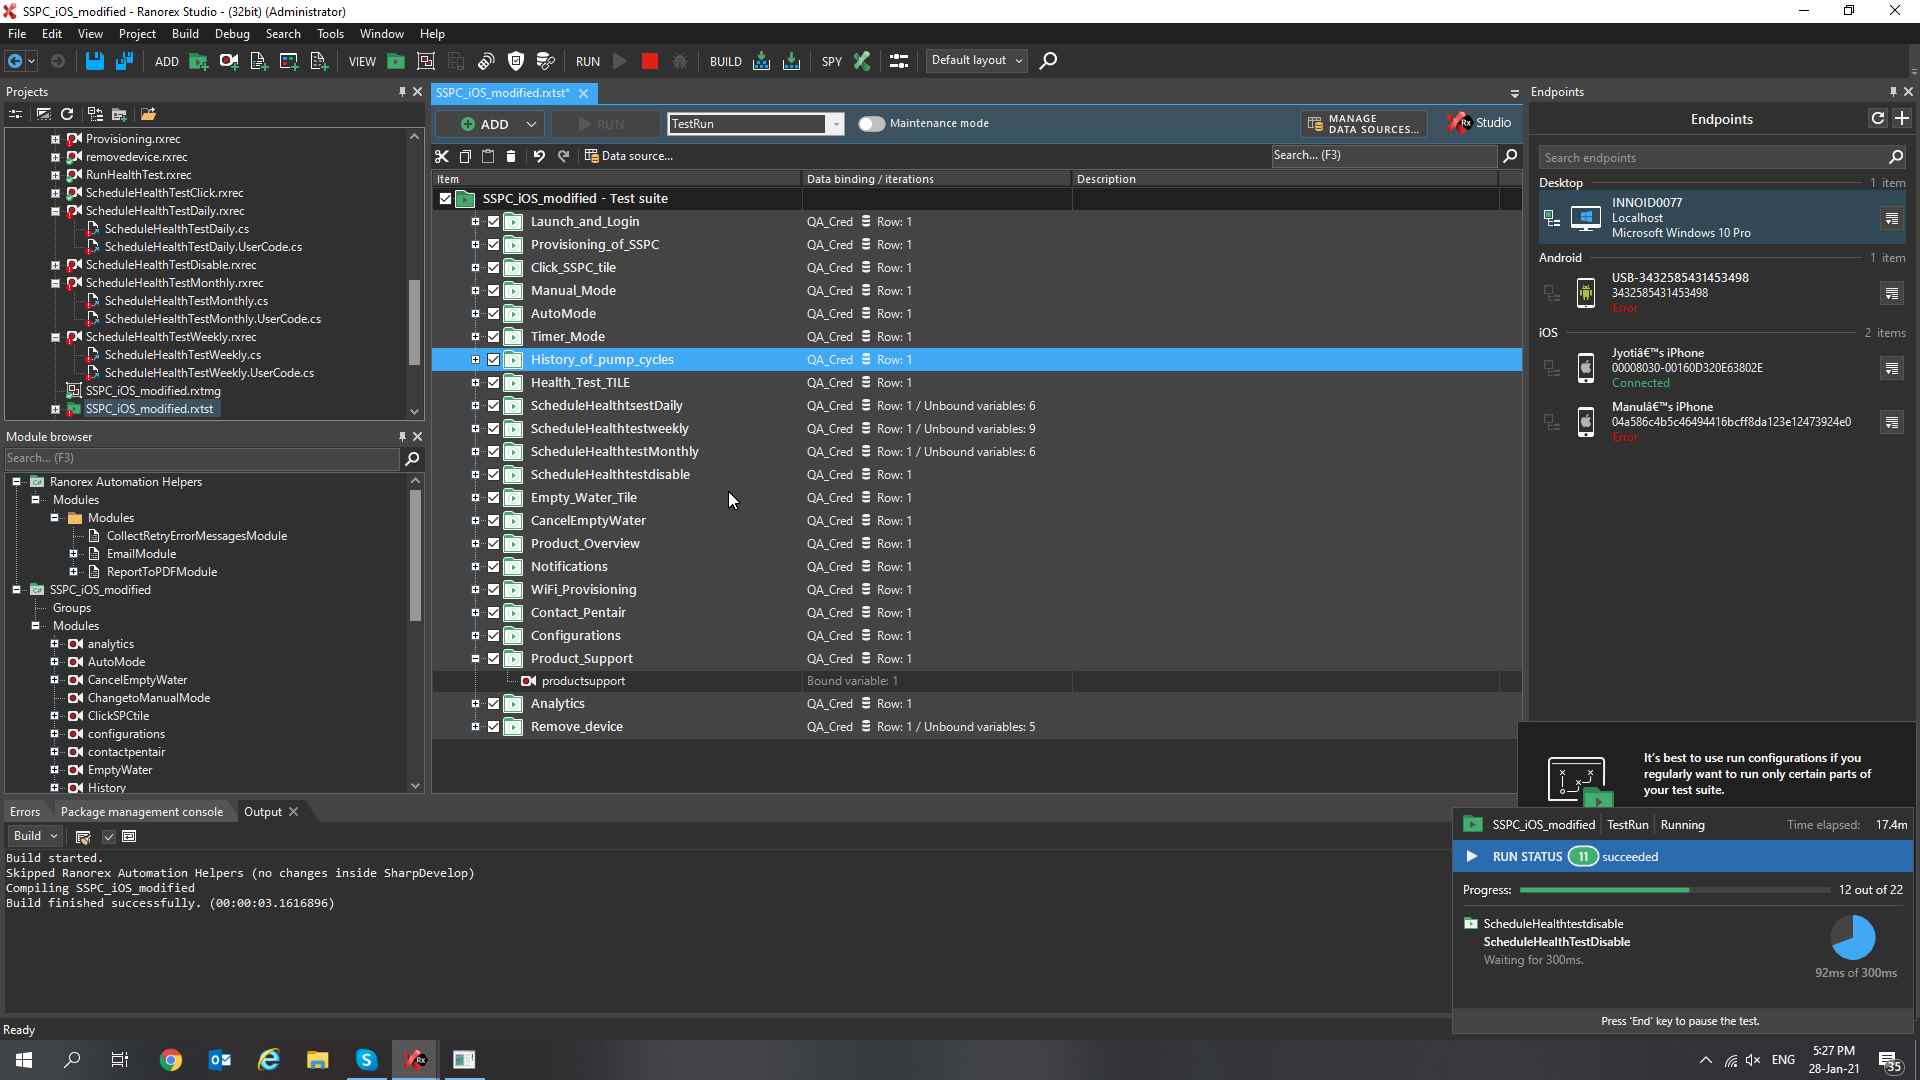 SSPC_iOS_modified - Ranorex Studio - (32bit) (Administrator)
File Edit View Project Build Debug Search Tools Window Help
ADD VIEW RUN BUILD SPY Default layout
Projects
Provisioning.rxrec
removedevice.rxrec
RunHealthTest.rxrec
ScheduleHealthTestClick.rxrec
ScheduleHealthTestDaily.rxrec
ScheduleHealthTestDaily.cs
ScheduleHealthTestDaily.UserCode.cs
ScheduleHealthTestDisable.rxrec
ScheduleHealthTestMonthly.rxrec
ScheduleHealthTestMonthly.cs
ScheduleHealthTestMonthly.UserCode.cs
ScheduleHealthTestWeekly.rxrec
ScheduleHealthTestWeekly.cs
ScheduleHealthTestWeekly.UserCode.cs
SSPC_iOS_modified.rxtmg
SSPC_iOS_modified.rxtst
Module browser
Search... (F3)
Ranorex Automation Helpers
Modules
Modules
CollectRetryErrorMessagesModule
EmailModule
ReportToPDFModule
SSPC_iOS_modified
Groups
Modules
analytics
AutoMode
CancelEmptyWater
ChangetoManualMode
ClickSPCtile
configurations
contactpentair
EmptyWater
History
SSPC_iOS_modified.rxtst*
ADD RUN TestRun Maintenance mode MANAGE DATA SOURCES... Rx Studio
Data source... Search... (F3)
Item Data binding / iterations Description
SSPC_iOS_modified - Test suite
Launch_and_Login QA_Cred Row: 1
Provisioning_of_SSPC QA_Cred Row: 1
Click_SSPC_tile QA_Cred Row: 1
Manual_Mode QA_Cred Row: 1
AutoMode QA_Cred Row: 1
Timer_Mode QA_Cred Row: 1
History_of_pump_cycles QA_Cred Row: 1
Health_Test_TILE QA_Cred Row: 1
ScheduleHealthtsestDaily QA_Cred Row: 1 / Unbound variables: 6
ScheduleHealthtestweekly QA_Cred Row: 1 / Unbound variables: 9
ScheduleHealthtestMonthly QA_Cred Row: 1 / Unbound variables: 6
ScheduleHealthtestdisable QA_Cred Row: 1
Empty_Water_Tile QA_Cred Row: 1
CancelEmptyWater QA_Cred Row: 1
Product_Overview QA_Cred Row: 1
Notifications QA_Cred Row: 1
WiFi_Provisioning QA_Cred Row: 1
Contact_Pentair QA_Cred Row: 1
Configurations QA_Cred Row: 1
Product_Support QA_Cred Row: 1
productsupport Bound variable: 1
Analytics QA_Cred Row: 1
Remove_device QA_Cred Row: 1 / Unbound variables: 5
Endpoints
Endpoints
Search endpoints
Desktop 1 item
INNOID0077
Localhost
Microsoft Windows 10 Pro
Android 1 item
USB-3432585431453498
3432585431453498
Error
iOS 2 items
Jyotiâ€™s iPhone
00008030-00160D320E63802E
Connected
Manulâ€™s iPhone
04a586c4b5c46494416bcff8da123e12473924e0
Error
It's best to use run configurations if you
regularly want to run only certain parts of
your test suite.
SSPC_iOS_modified TestRun Running Time elapsed: 17.4m
RUN STATUS 11 succeeded
Progress: 12 out of 22
ScheduleHealthtestdisable
ScheduleHealthTestDisable
Waiting for 300ms.
92ms of 300ms
Press 'End' key to pause the test.
Errors Package management console Output
Build
Build started.
Skipped Ranorex Automation Helpers (no changes inside SharpDevelop)
Compiling SSPC_iOS_modified
Build finished successfully. (00:00:03.1616896)
Ready
ENG 5:27 PM
28-Jan-21
35